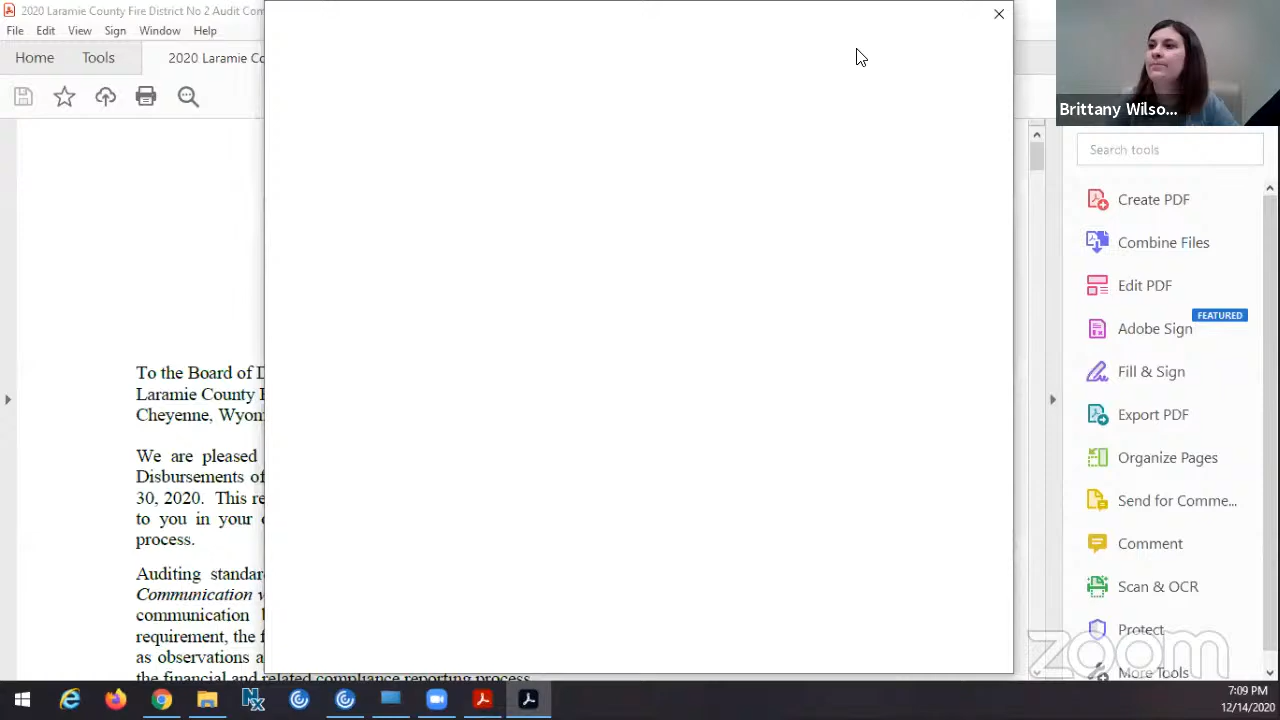 2020 Laramie County Fire District No 2 Audit Com
File Edit View Sign Window Help
Home Tools 2020 Laramie Co
Brittany Wilso...
Search tools
Create PDF
Combine Files
Edit PDF
FEATURED
Adobe Sign
Fill & Sign
Export PDF
Organize Pages
Send for Comme...
Comment
Scan & OCR
Protect
More Tools
To the Board of D
Laramie County
Cheyenne, Wyom
We are pleased
Disbursements of
30, 2020. This re
to you in your
process.
Auditing standar
Communication
communication
requirement, the f
as observations a
the financial and related compliance reporting process
zoom
7:09 PM
12/14/2020